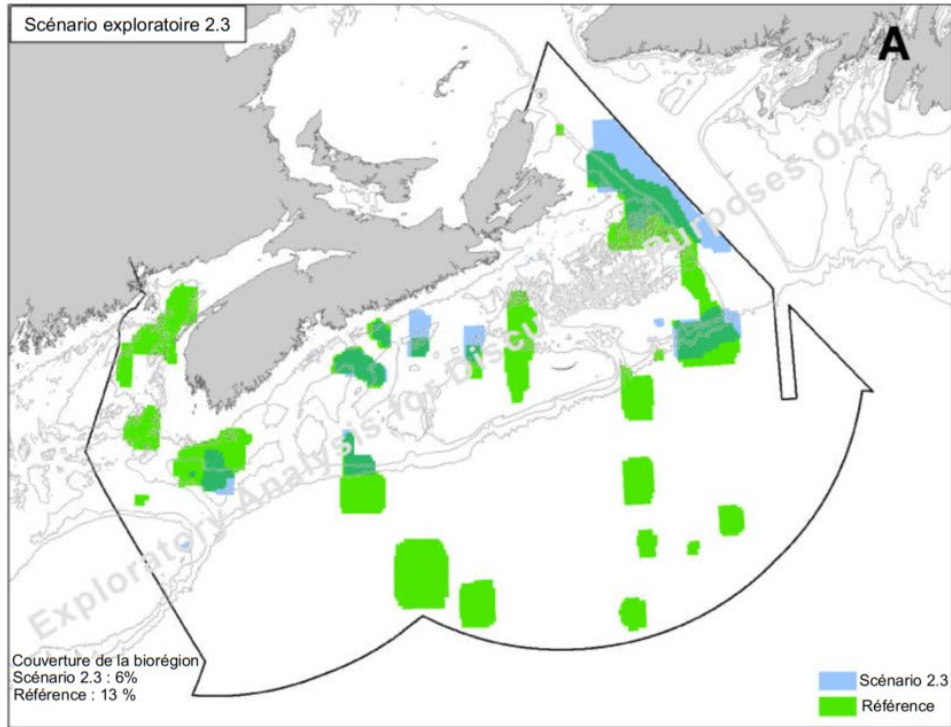 Scénario exploratoire 2.3
A
Exploratory Analysis for Discussion Purposes Only
Couverture de la biorégion
Scénario 2.3 : 6%
Référence : 13 %
Scénario 2.3
Référence